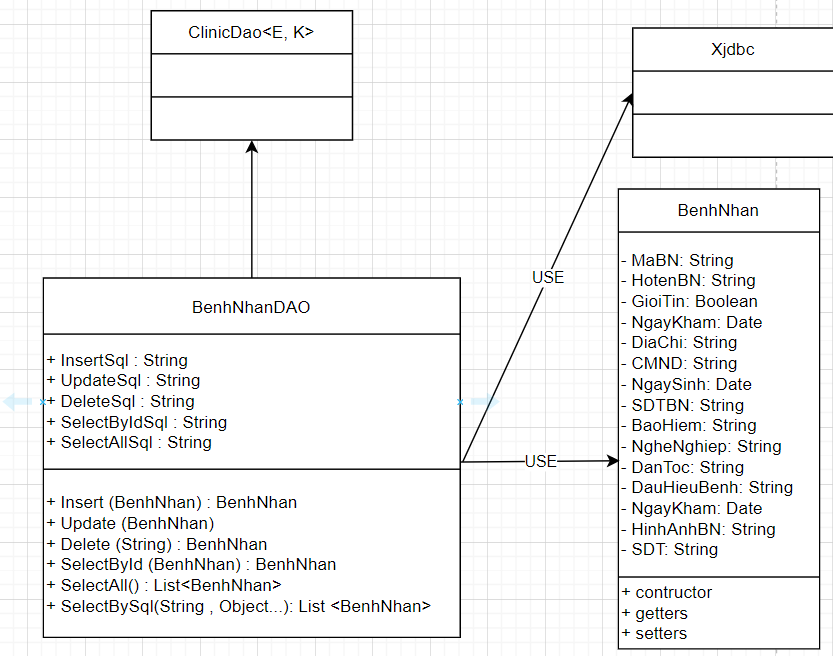 ClinicDao<E, K>
Xjdbc
BenhNhan
- MaBN: String
- HotenBN: String
- GioiTin: Boolean
- NgayKham: Date
- DiaChi: String
- CMND: String
- NgaySinh: Date
- SDTBN: String
- BaoHiem: String
- NgheNghiep: String
- DanToc: String
- DauHieuBenh: String
- NgayKham: Date
- HinhAnhBN: String
- SDT: String
+ contructor
+ getters
+ setters
USE
USE
BenhNhanDAO
+ InsertSql : String
+ UpdateSql : String
+ DeleteSql : String
+ SelectByIdSql : String
+ SelectAllSql : String
+ Insert (BenhNhan) : BenhNhan
+ Update (BenhNhan)
+ Delete (String) : BenhNhan
+ SelectById (BenhNhan) : BenhNhan
+ SelectAll() : List<BenhNhan>
+ SelectBySql(String , Object...): List <BenhNhan>